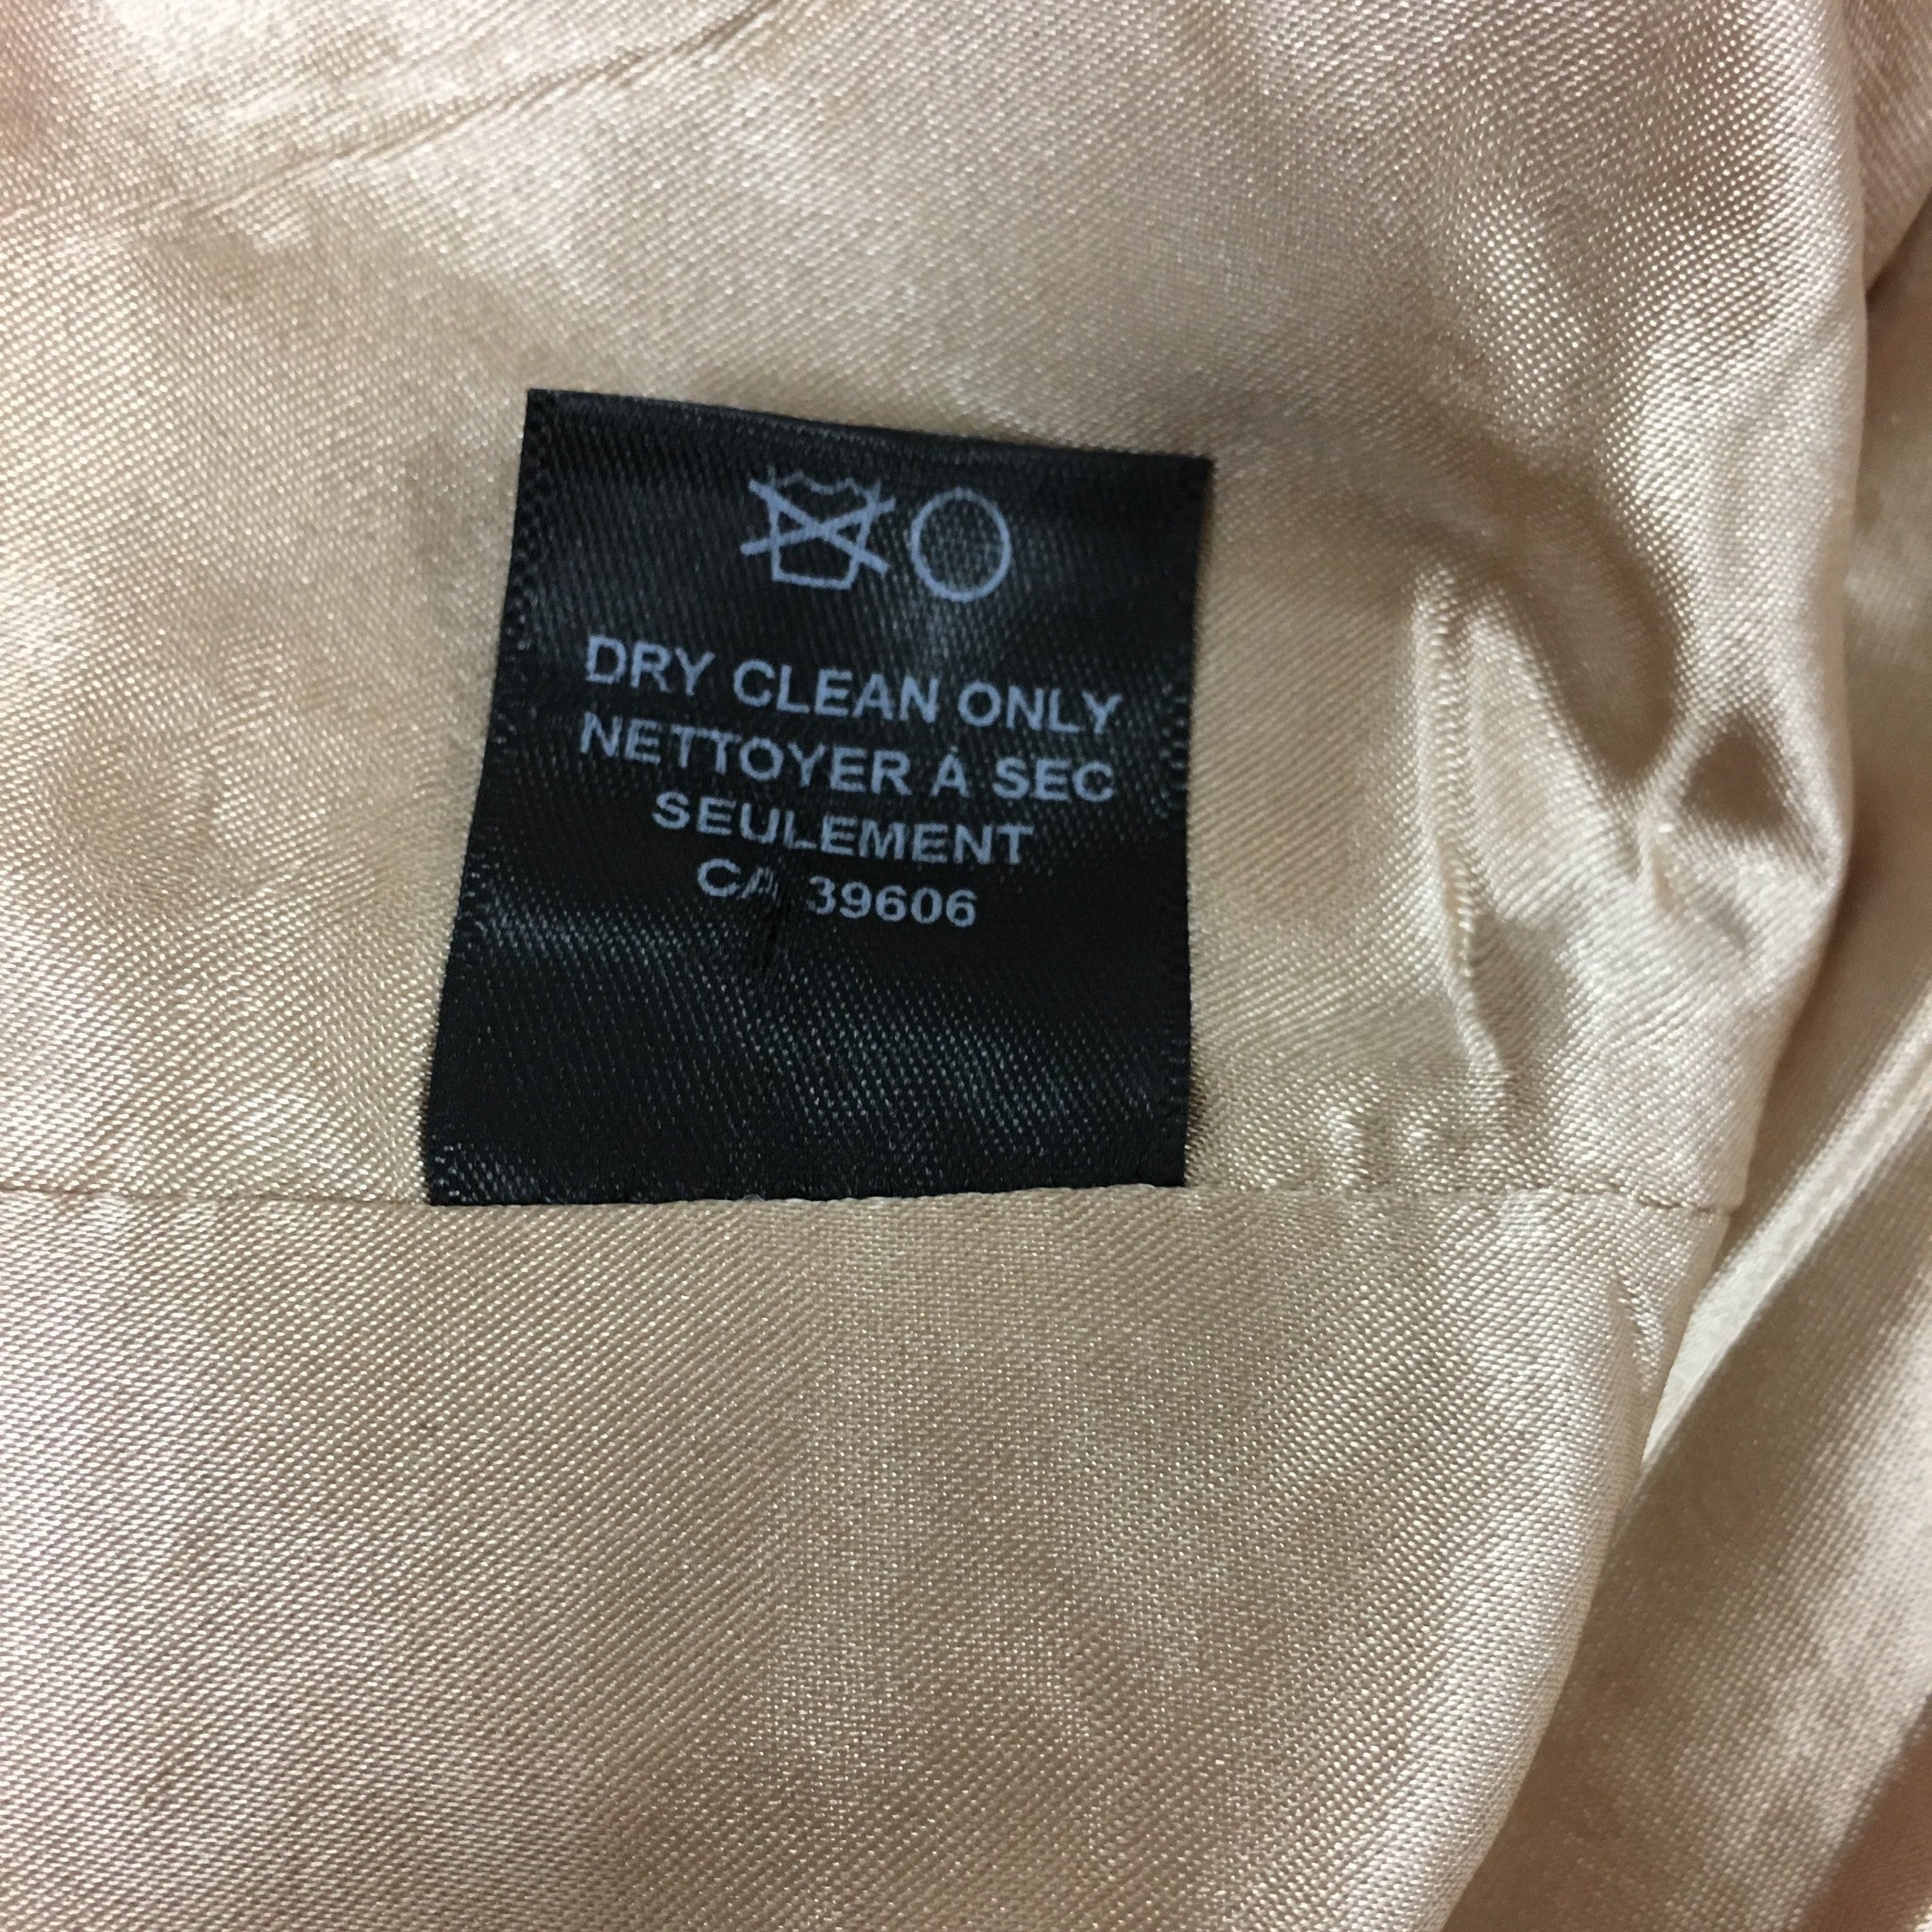 DRY CLEAN ONLY
NETTOYER À SEC
SEULEMENT
CA 39606